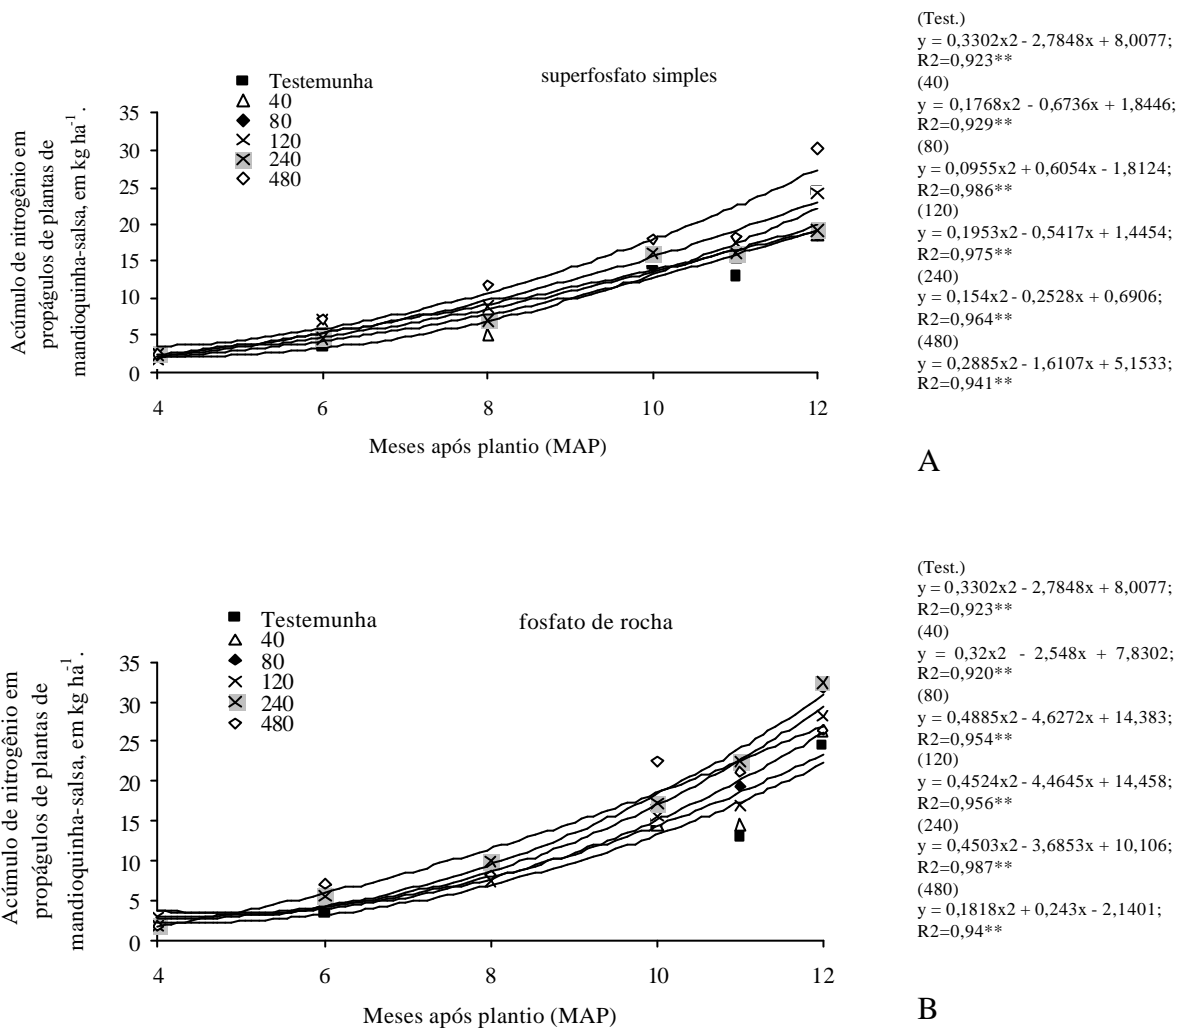 (Test.)
y = 0,3302x2 - 2,7848x + 8,0077;
R2=0,923**
(40)
y = 0,1768x2 - 0,6736x + 1,8446;
R2=0,929**
(80)
y = 0,0955x2 + 0,6054x - 1,8124;
R2=0,986**
(120)
y = 0,1953x2 - 0,5417x + 1,4454;
R2=0,975**
(240)
y = 0,154x2 - 0,2528x + 0,6906;
R2=0,964**
(480)
y = 0,2885x2 - 1,6107x + 5,1533;
R2=0,941**
superfosfato simples
Testemunha
40
80
120
240
480
Acúmulo de nitrogênio em
propágulos de plantas de
mandioquinha-salsa, em kg ha-1 .
35
30
25
20
15
10
5
0
4
6
8
10
12
Meses após plantio (MAP)
A
(Test.)
y = 0,3302x2 - 2,7848x + 8,0077;
R2=0,923**
(40)
y = 0,32x2 - 2,548x + 7,8302;
R2=0,920**
(80)
y = 0,4885x2 - 4,6272x + 14,383;
R2=0,954**
(120)
y = 0,4524x2 - 4,4645x + 14,458;
R2=0,956**
(240)
y = 0,4503x2 - 3,6853x + 10,106;
R2=0,987**
(480)
y = 0,1818x2 + 0,243x - 2,1401;
R2=0,94**
fosfato de rocha
Testemunha
40
80
120
240
480
Acúmulo de nitrogênio em
propágulos de plantas de
mandioquinha-salsa, em kg ha-1 .
35
30
25
20
15
10
5
0
4
6
8
10
12
Meses após plantio (MAP)
B